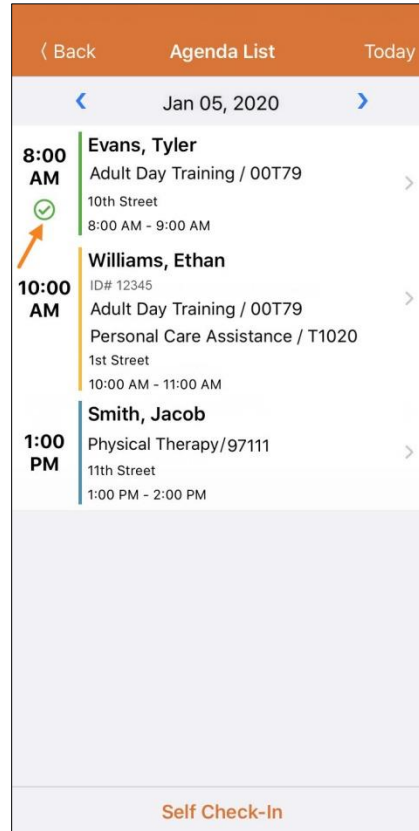 Back Agenda List Today
Jan 05, 2020
8:00
AM
Evans, Tyler
Adult Day Training / 00T79
10th Street
8:00 AM - 9:00 AM
10:00
AM
Williams, Ethan
ID# 12345
Adult Day Training / 00T79
Personal Care Assistance / T1020
1st Street
10:00 AM - 11:00 AM
1:00
PM
Smith, Jacob
Physical Therapy/97111
11th Street
1:00 PM - 2:00 PM
Self Check-In